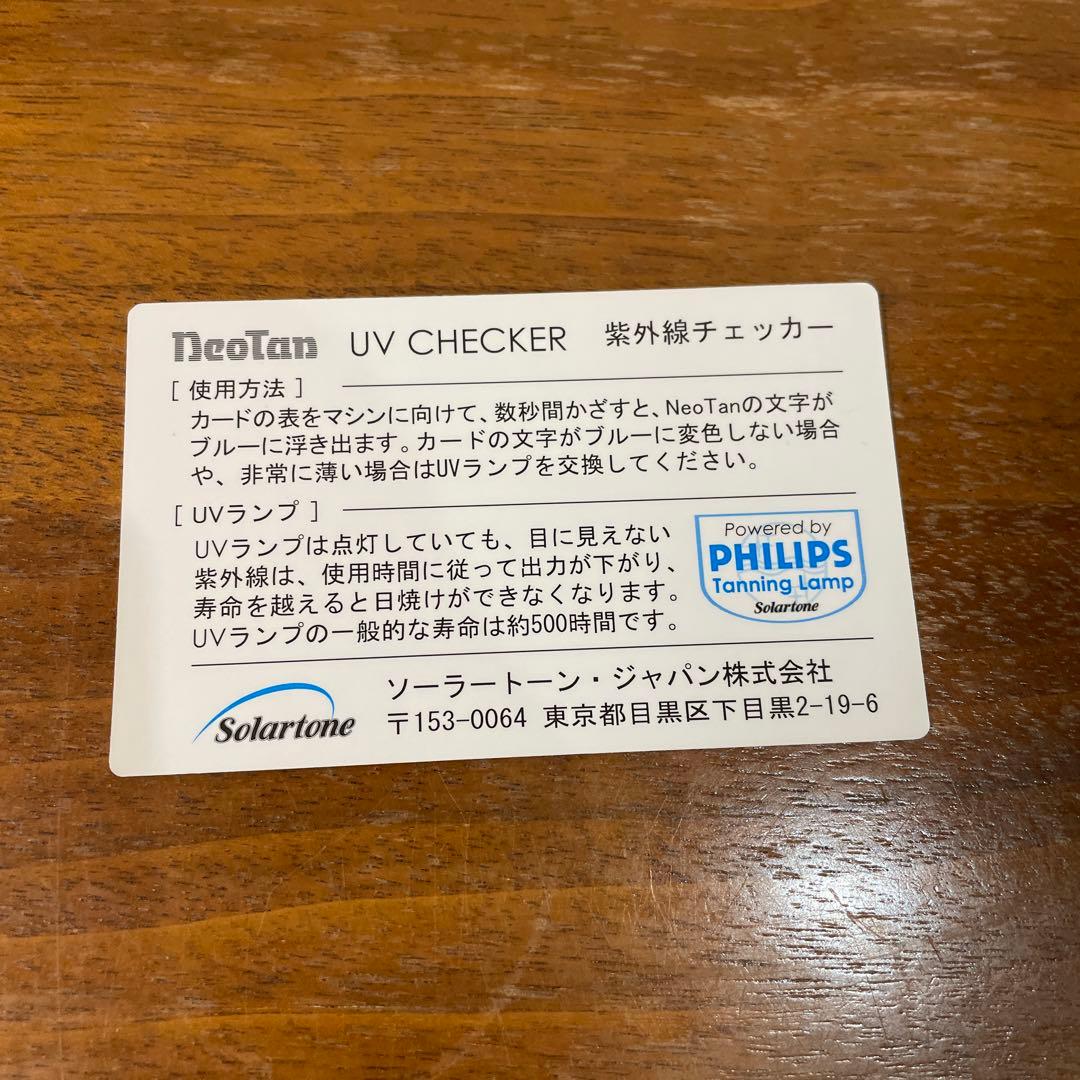 NeoTan UV CHECKER 紫外線チェッカー
[ 使用方法 ]
カードの表をマシンに向けて、数秒間かざすと、NeoTanの文字が
ブルーに浮き出ます。カードの文字がブルーに変色しない場合
や、非常に薄い場合はUVランプを交換してください。
[ UVランプ ]
UVランプは点灯していても、目に見えない
紫外線は、使用時間に従って出力が下がり、
寿命を越えると日焼けができなくなります。
UVランプの一般的な寿命は約500時間です。
Powered by
PHILIPS
Tanning Lamp
Solartone
Solartone
ソーラートーン・ジャパン株式会社
〒153-0064 東京都目黒区下目黒2-19-6